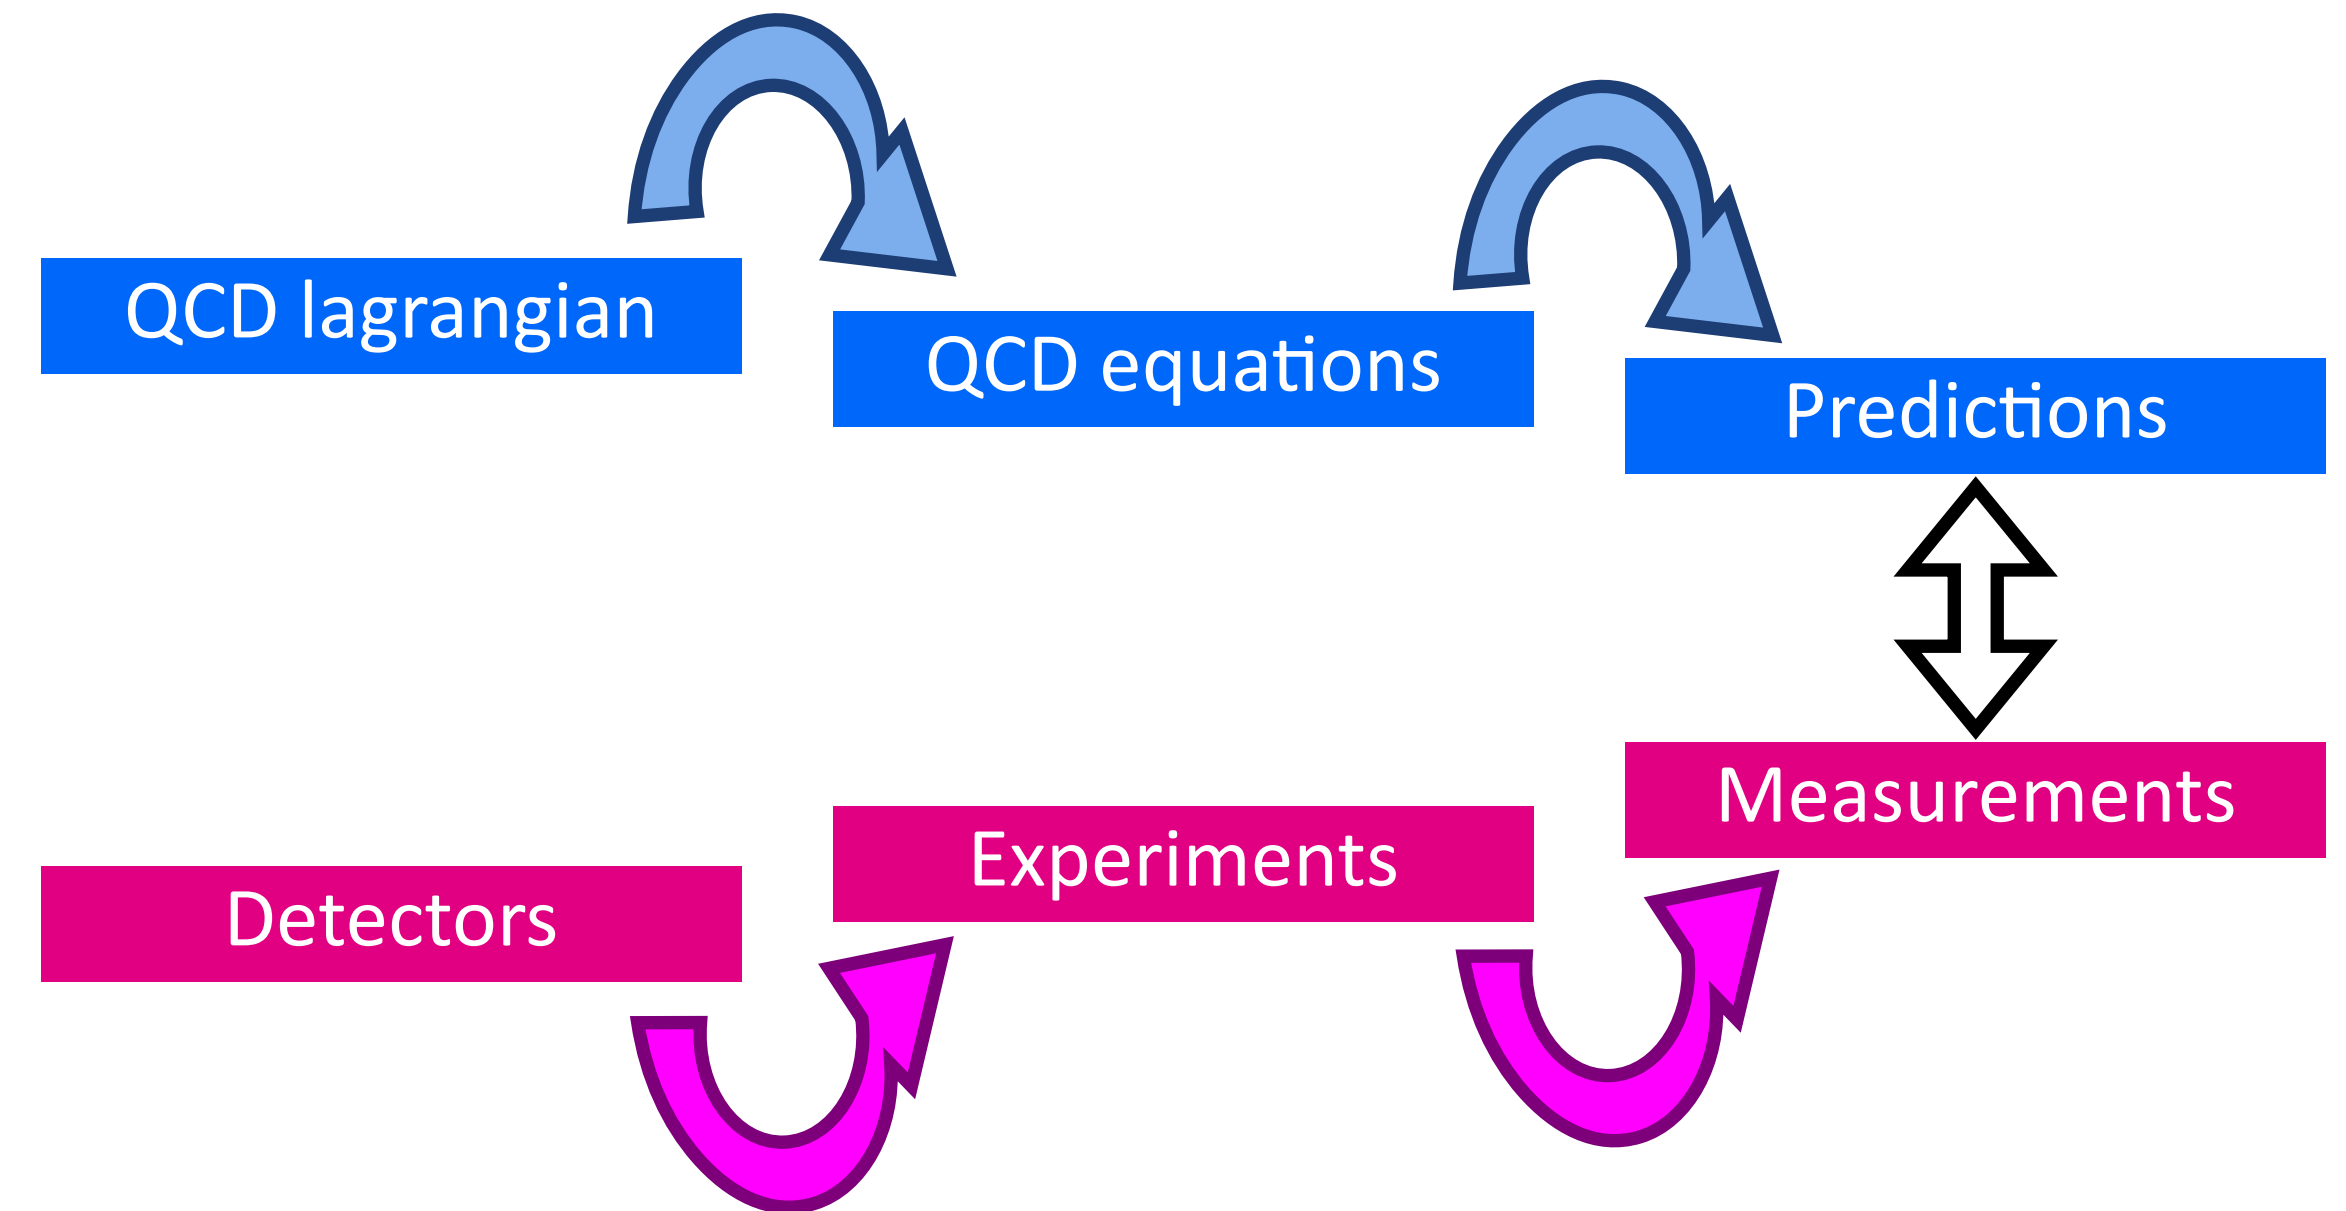 QCD lagrangian
QCD equations
Predictions
Measurements
Experiments
Detectors